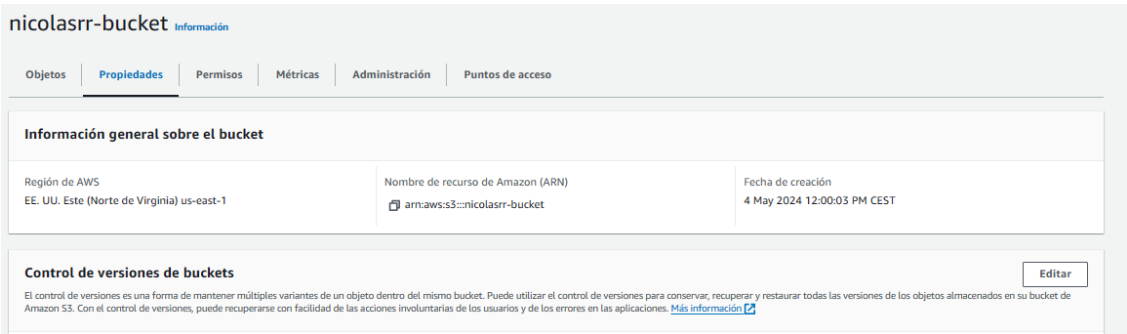 nicolasrr-bucket Información
Objetos Propiedades Permisos Métricas Administración Puntos de acceso
Información general sobre el bucket
Región de AWS Nombre de recurso de Amazon (ARN) Fecha de creación
EE. UU. Este (Norte de Virginia) us-east-1 arn:aws:s3:::nicolasrr-bucket 4 May 2024 12:00:03 PM CEST
Control de versiones de buckets Editar
El control de versiones es una forma de mantener múltiples variantes de un objeto dentro del mismo bucket. Puede utilizar el control de versiones para conservar, recuperar y restaurar todas las versiones de los objetos almacenados en su bucket de
Amazon S3. Con el control de versiones, puede recuperarse con facilidad de las acciones involuntarias de los usuarios y de los errores en las aplicaciones. Más información